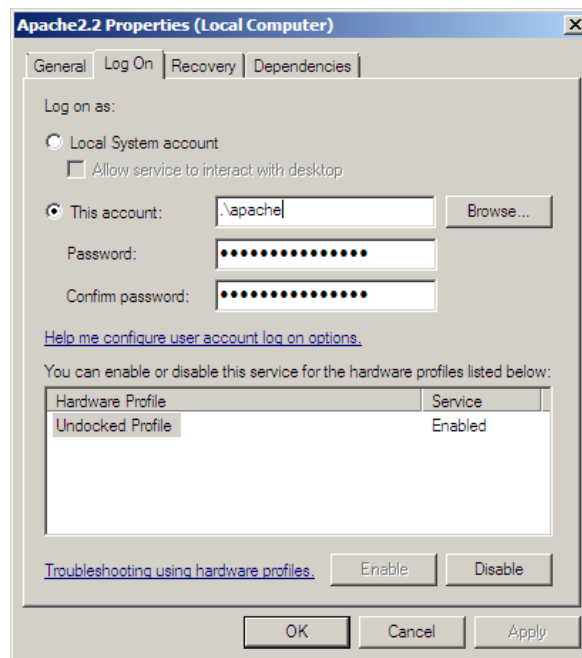 Apache2.2 Properties (Local Computer)
General Log On Recovery Dependencies
Log on as:
Local System account
Allow service to interact with desktop
This account: .\apache Browse...
Password: ●●●●●●●●●●●●●●●
Confirm password: ●●●●●●●●●●●●●●●
Help me configure user account log on options.
You can enable or disable this service for the hardware profiles listed below:
Hardware Profile Service
Undocked Profile Enabled
Troubleshooting using hardware profiles. Enable Disable
OK Cancel Apply